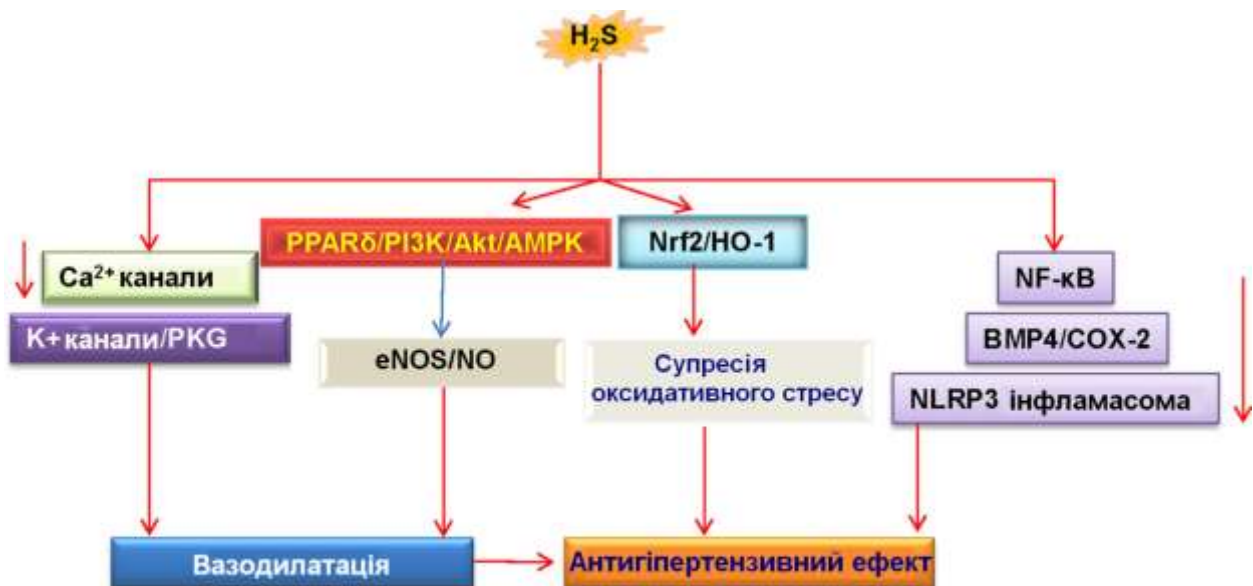 H₂S
PPARδ/PI3K/Akt/AMPK
Nrf2/HO-1
Ca²⁺ канали
K+ канали/PKG
eNOS/NO
Супресія
оксидативного стресу
NF-κB
BMP4/COX-2
NLRP3 інфламасома
Вазодилатація
Антигіпертензивний ефект